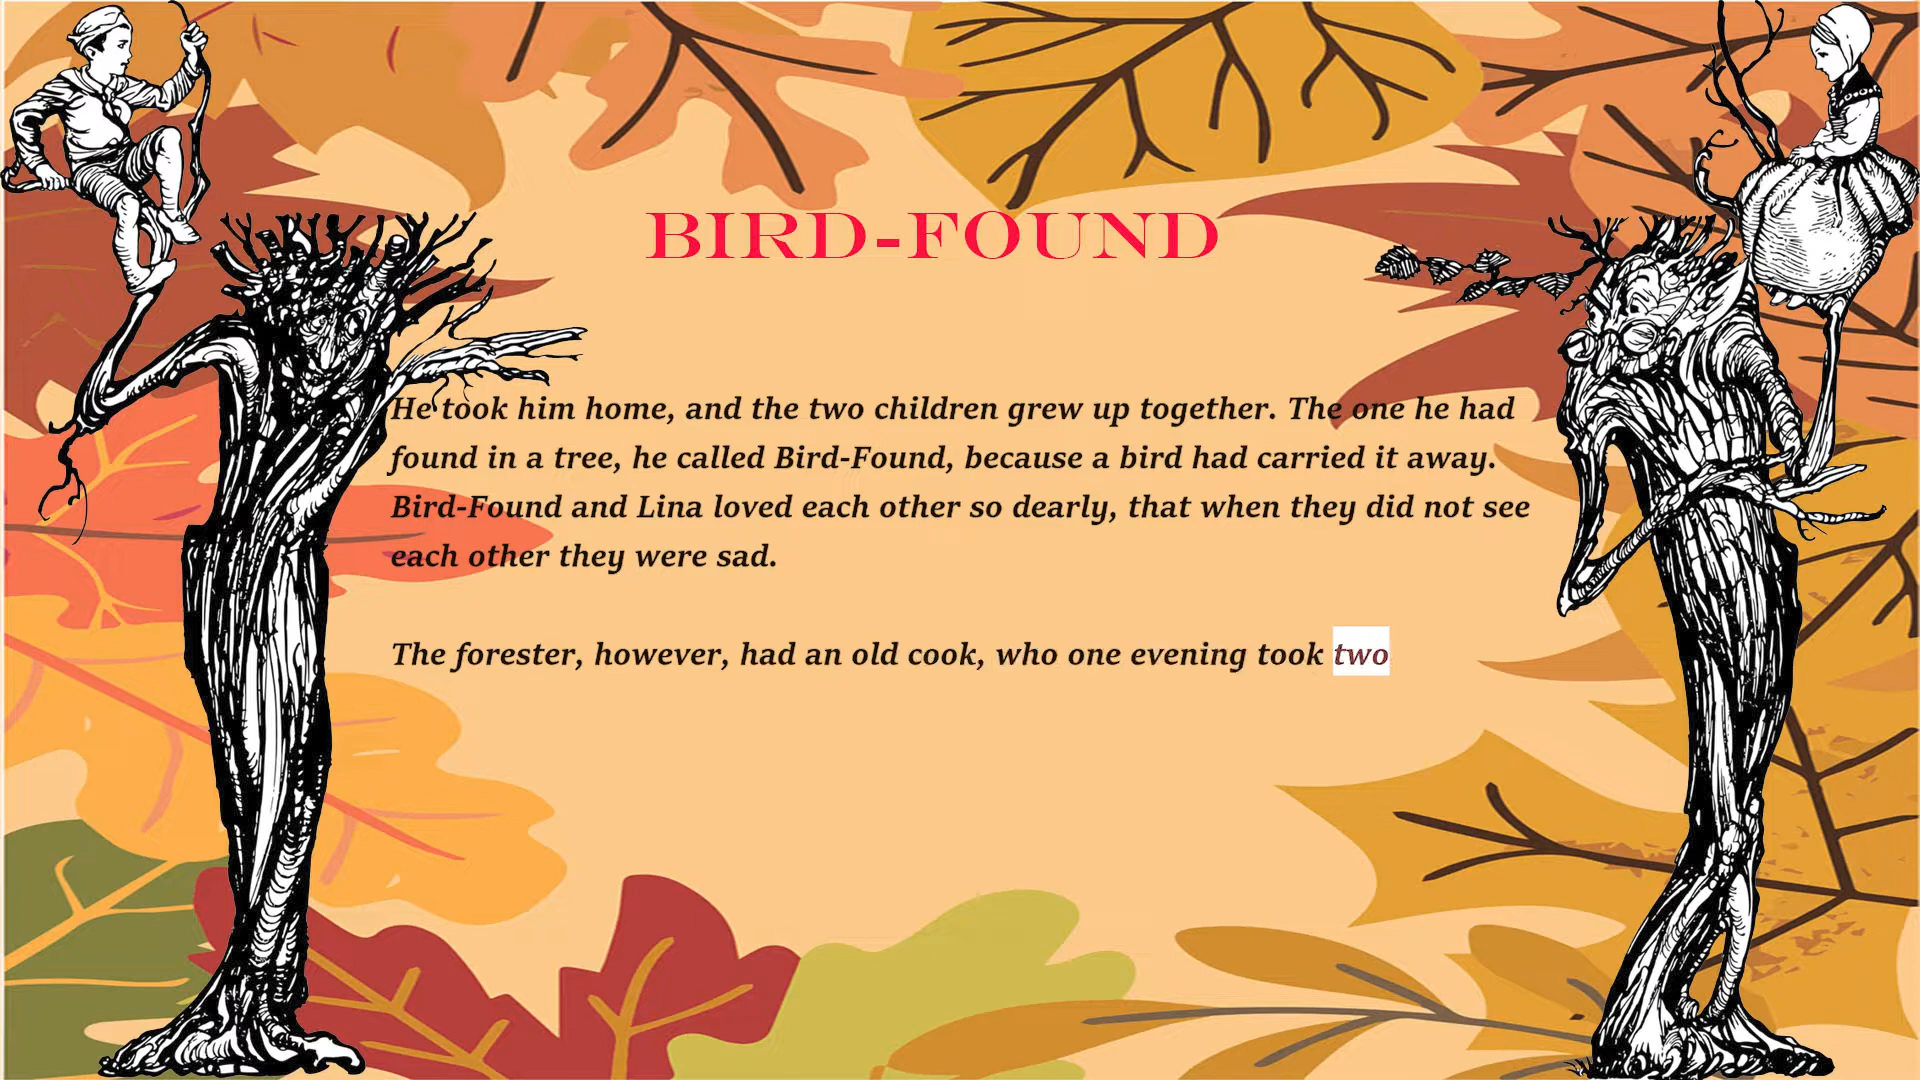 BIRD-FOUND
He took him home, and the two children grew up together. The one he had
found in a tree, he called Bird-Found, because a bird had carried it away.
Bird-Found and Lina loved each other so dearly, that when they did not see
each other they were sad.
The forester, however, had an old cook, who one evening took two